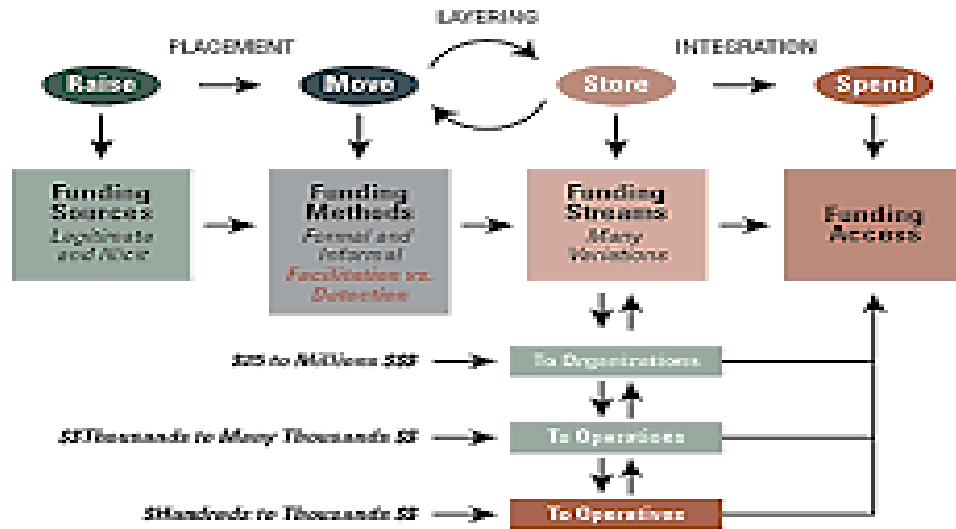 LAYERING
PLACEMENT
INTEGRATION
Raise
Move
Store
Spend
Funding
Sources
Legitimate
and Illicit
Funding
Methods
Formal and
Informal
Facilitation vs.
Detection
Funding
Streams
Many
Variations
Funding
Access
$25 to Millions $$$
To Organizations
$$Thousands to Many Thousands $$
To Operations
$Hundreds to Thousands $$
To Operatives